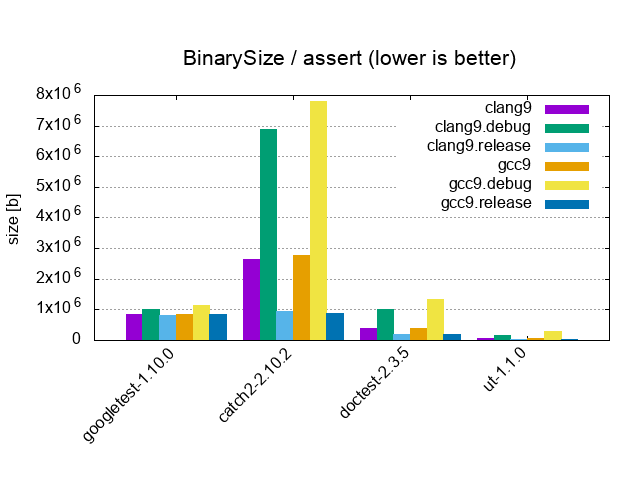 BinarySize / assert (lower is better)
size [b]
8x10^6
7x10^6
6x10^6
5x10^6
4x10^6
3x10^6
2x10^6
1x10^6
0
clang9
clang9.debug
clang9.release
gcc9
gcc9.debug
gcc9.release
googletest-1.10.0
catch2-2.10.2
doctest-2.3.5
ut-1.1.0